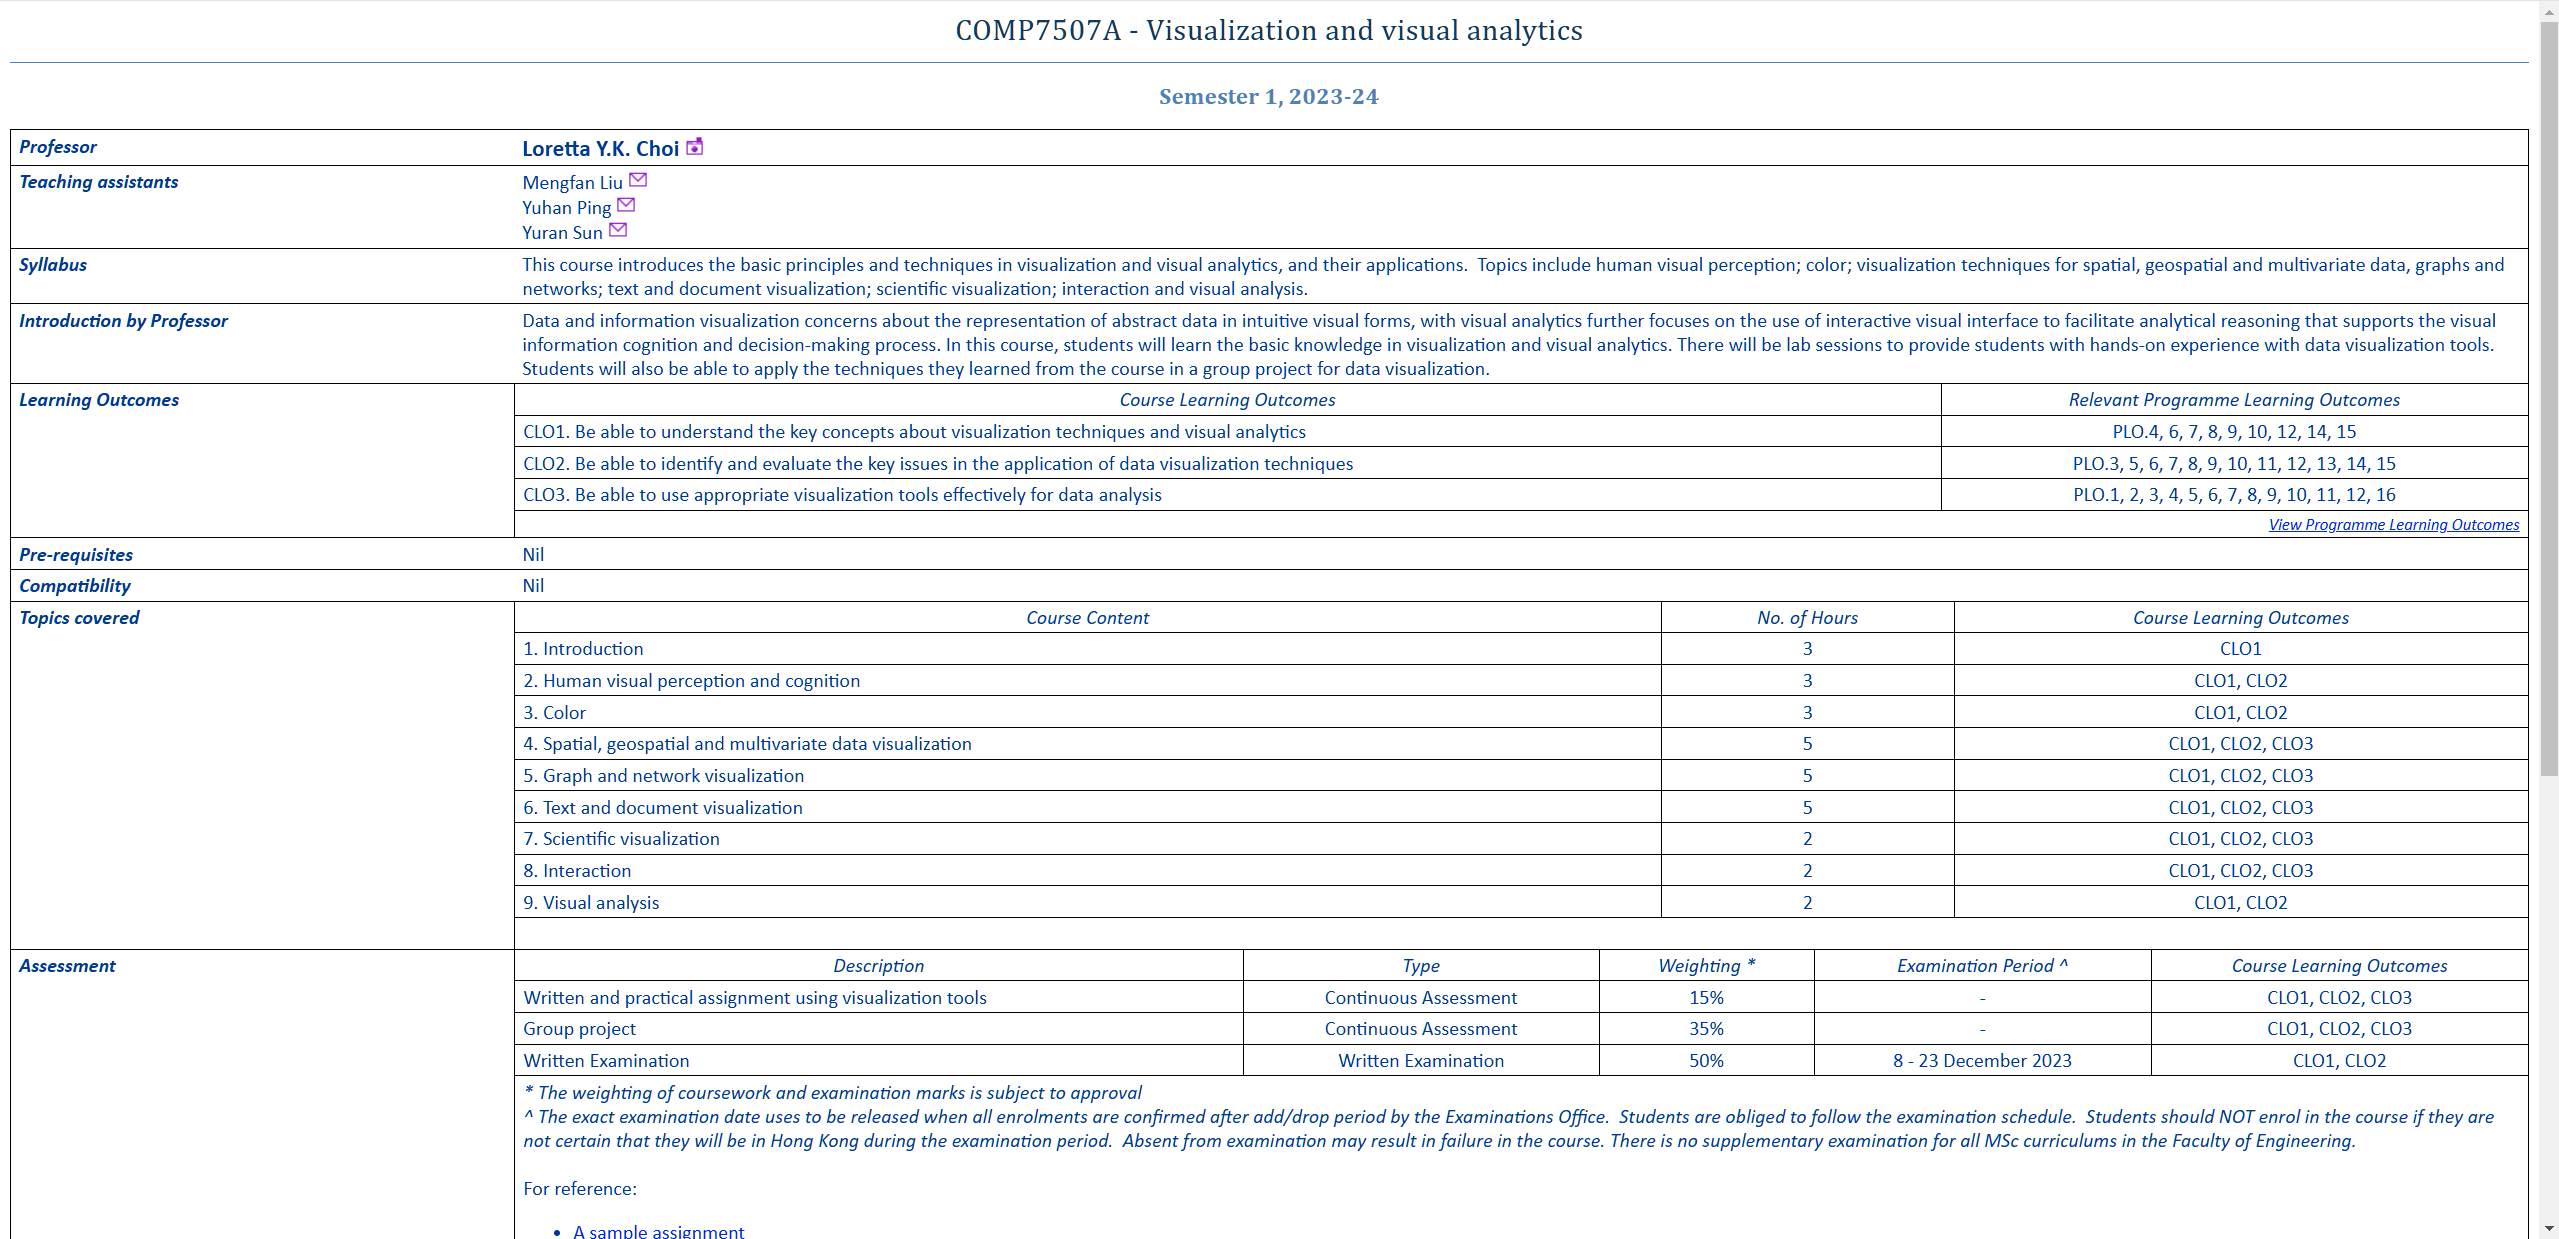 COMP7507A - Visualization and visual analytics
Semester 1, 2023-24
Professor
Loretta Y.K. Choi
Teaching assistants
Mengfan Liu
Yuhan Ping
Yuran Sun
Syllabus
This course introduces the basic principles and techniques in visualization and visual analytics, and their applications.  Topics include human visual perception; color; visualization techniques for spatial, geospatial and multivariate data, graphs and
networks; text and document visualization; scientific visualization; interaction and visual analysis.
Introduction by Professor
Data and information visualization concerns about the representation of abstract data in intuitive visual forms, with visual analytics further focuses on the use of interactive visual interface to facilitate analytical reasoning that supports the visual
information cognition and decision-making process. In this course, students will learn the basic knowledge in visualization and visual analytics. There will be lab sessions to provide students with hands-on experience with data visualization tools.
Students will also be able to apply the techniques they learned from the course in a group project for data visualization.
Learning Outcomes
Course Learning Outcomes Relevant Programme Learning Outcomes
CLO1. Be able to understand the key concepts about visualization techniques and visual analytics PLO.4, 6, 7, 8, 9, 10, 12, 14, 15
CLO2. Be able to identify and evaluate the key issues in the application of data visualization techniques PLO.3, 5, 6, 7, 8, 9, 10, 11, 12, 13, 14, 15
CLO3. Be able to use appropriate visualization tools effectively for data analysis PLO.1, 2, 3, 4, 5, 6, 7, 8, 9, 10, 11, 12, 16
View Programme Learning Outcomes
Pre-requisites Nil
Compatibility Nil
Topics covered
Course Content No. of Hours Course Learning Outcomes
1. Introduction 3 CLO1
2. Human visual perception and cognition 3 CLO1, CLO2
3. Color 3 CLO1, CLO2
4. Spatial, geospatial and multivariate data visualization 5 CLO1, CLO2, CLO3
5. Graph and network visualization 5 CLO1, CLO2, CLO3
6. Text and document visualization 5 CLO1, CLO2, CLO3
7. Scientific visualization 2 CLO1, CLO2, CLO3
8. Interaction 2 CLO1, CLO2, CLO3
9. Visual analysis 2 CLO1, CLO2
Assessment
Description Type Weighting * Examination Period ^ Course Learning Outcomes
Written and practical assignment using visualization tools Continuous Assessment 15% - CLO1, CLO2, CLO3
Group project Continuous Assessment 35% - CLO1, CLO2, CLO3
Written Examination Written Examination 50% 8 - 23 December 2023 CLO1, CLO2
* The weighting of coursework and examination marks is subject to approval
^ The exact examination date uses to be released when all enrolments are confirmed after add/drop period by the Examinations Office.  Students are obliged to follow the examination schedule.  Students should NOT enrol in the course if they are
not certain that they will be in Hong Kong during the examination period.  Absent from examination may result in failure in the course. There is no supplementary examination for all MSc curriculums in the Faculty of Engineering.
For reference:
• A sample assignment